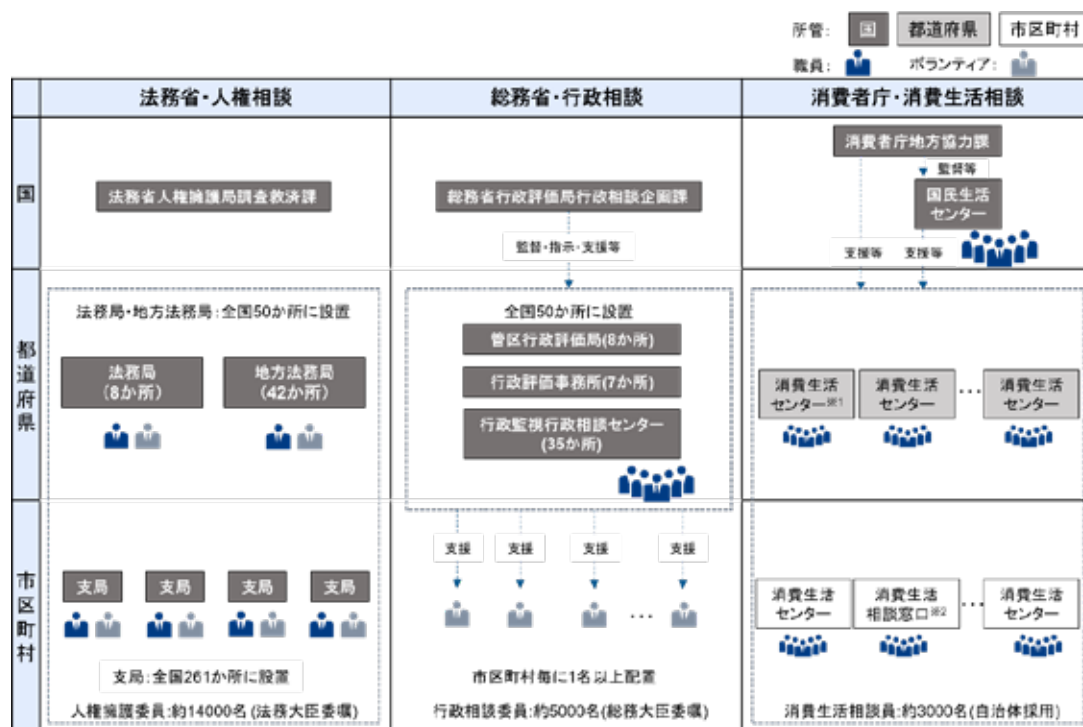 所管: 国 都道府県 市区町村
職員: ボランティア:
法務省・人権相談 総務省・行政相談 消費者庁・消費生活相談
国
法務省人権擁護局調査救済課
総務省行政評価局行政相談企画課
監督・指示・支援等
消費者庁地方協力課
監督等
国民生活
センター
支援等 支援等
都道府県
法務局・地方法務局:全国50か所に設置
法務局
(8か所)
地方法務局
(42か所)
全国50か所に設置
管区行政評価局(8か所)
行政評価事務所(7か所)
行政監視行政相談センター
(35か所)
消費生活
センター※1
消費生活
センター
…
消費生活
センター
市区町村
支局 支局 支局 支局
支局:全国261か所に設置
人権擁護委員:約14000名(法務大臣委嘱)
支援 支援 支援 支援
…
市区町村毎に1名以上配置
行政相談委員:約5000名(総務大臣委嘱)
消費生活
センター
消費生活
相談窓口※2
…
消費生活
センター
消費生活相談員:約3000名(自治体採用)